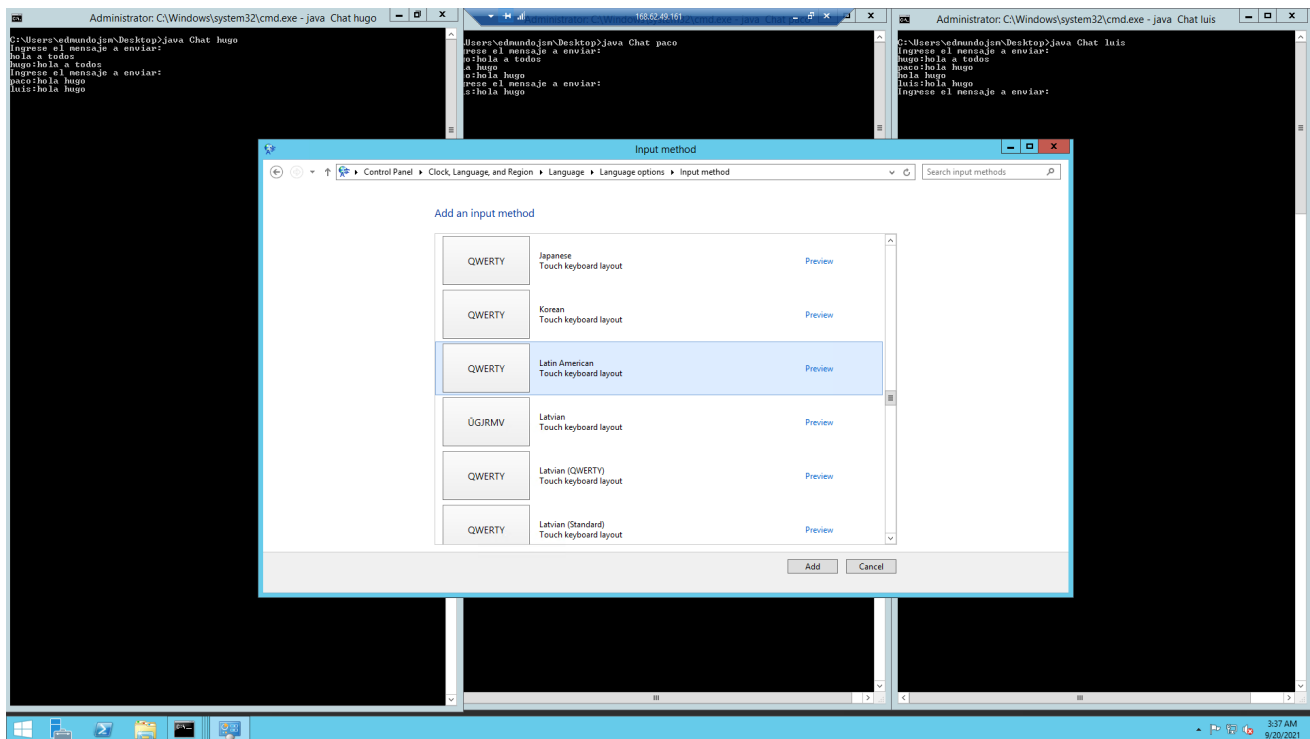 Administrator: C:\Windows\system32\cmd.exe - java Chat hugo
C:\Users\edmundojsm\Desktop>java Chat hugo
Ingrese el mensaje a enviar:
hola a todos
hugo:hola a todos
Ingrese el mensaje a enviar:
paco:hola hugo
luis:hola hugo
168.62.49.161
.Users\edmundojsm\Desktop>java Chat paco
rese el mensaje a enviar:
o:hola a todos
a hugo
o:hola hugo
rese el mensaje a enviar:
s:hola hugo
Administrator: C:\Windows\system32\cmd.exe - java Chat luis
C:\Users\edmundojsm\Desktop>java Chat luis
Ingrese el mensaje a enviar:
hugo:hola a todos
paco:hola hugo
hola hugo
luis:hola hugo
Ingrese el mensaje a enviar:
Input method
Control Panel Clock, Language, and Region Language Language options Input method
Search input methods
Add an input method
QWERTY
Japanese
Touch keyboard layout
Preview
QWERTY
Korean
Touch keyboard layout
Preview
QWERTY
Latin American
Touch keyboard layout
Preview
ŪGJRMV
Latvian
Touch keyboard layout
Preview
QWERTY
Latvian (QWERTY)
Touch keyboard layout
Preview
QWERTY
Latvian (Standard)
Touch keyboard layout
Preview
Add Cancel
3:37 AM
9/20/2021